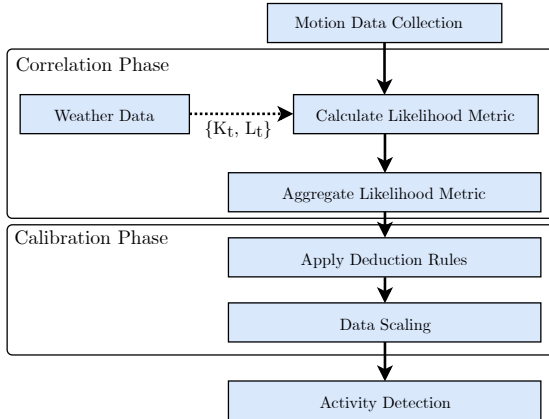 Motion Data Collection
Correlation Phase
Weather Data
{Kt, Lt}
Calculate Likelihood Metric
Aggregate Likelihood Metric
Calibration Phase
Apply Deduction Rules
Data Scaling
Activity Detection